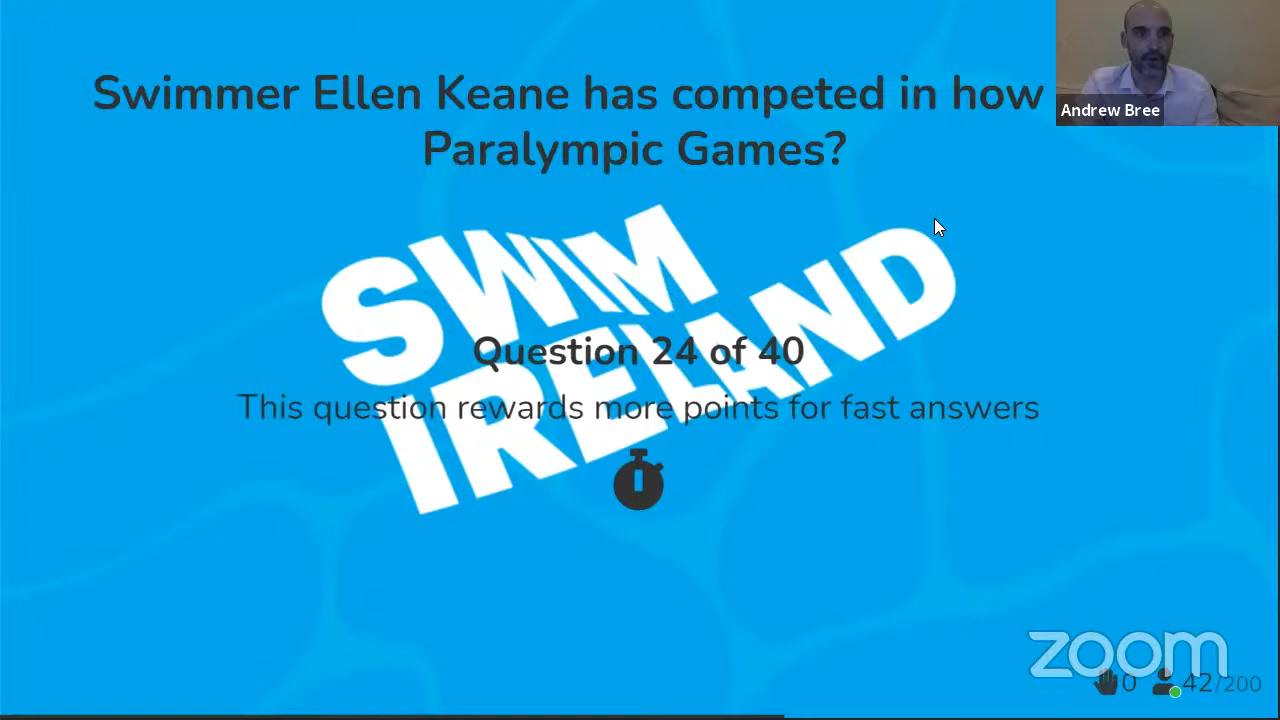 Swimmer Ellen Keane has competed in how
Paralympic Games?
Andrew Bree
SWIM
IRELAND
Question 24 of 40
This question rewards more points for fast answers
zoom
0 42/200